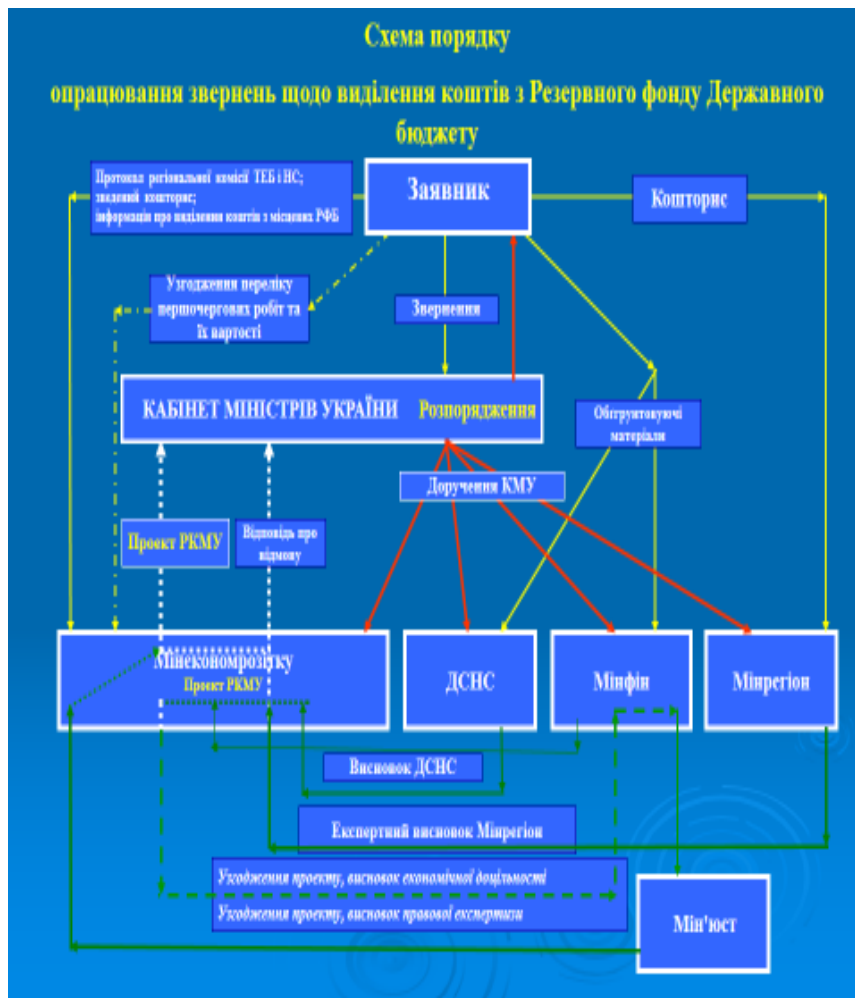 Схема порядку
опрацювання звернень щодо виділення коштів з Резервного фонду Державного
бюджету
Протокол регіональної комісії ТЕБ і НС;
зведений кошторис;
інформація про виділення коштів з місцевих РФБ
Заявник
Кошторис
Узгодження переліку
першочергових робіт та
їх вартості
Звернення
КАБІНЕТ МІНІСТРІВ УКРАЇНИ Розпорядження
Обгрунтовуючі
матеріали
Доручення КМУ
Проект РКМУ
Відповідь про
відмову
Мінекономрозвитку
Проект РКМУ
ДСНС
Мінфін
Мінрегіон
Висновок ДСНС
Експертний висновок Мінрегіон
Узгодження проекту, висновок економічної доцільності
Узгодження проекту, висновок правової експертизи
Мін'юст